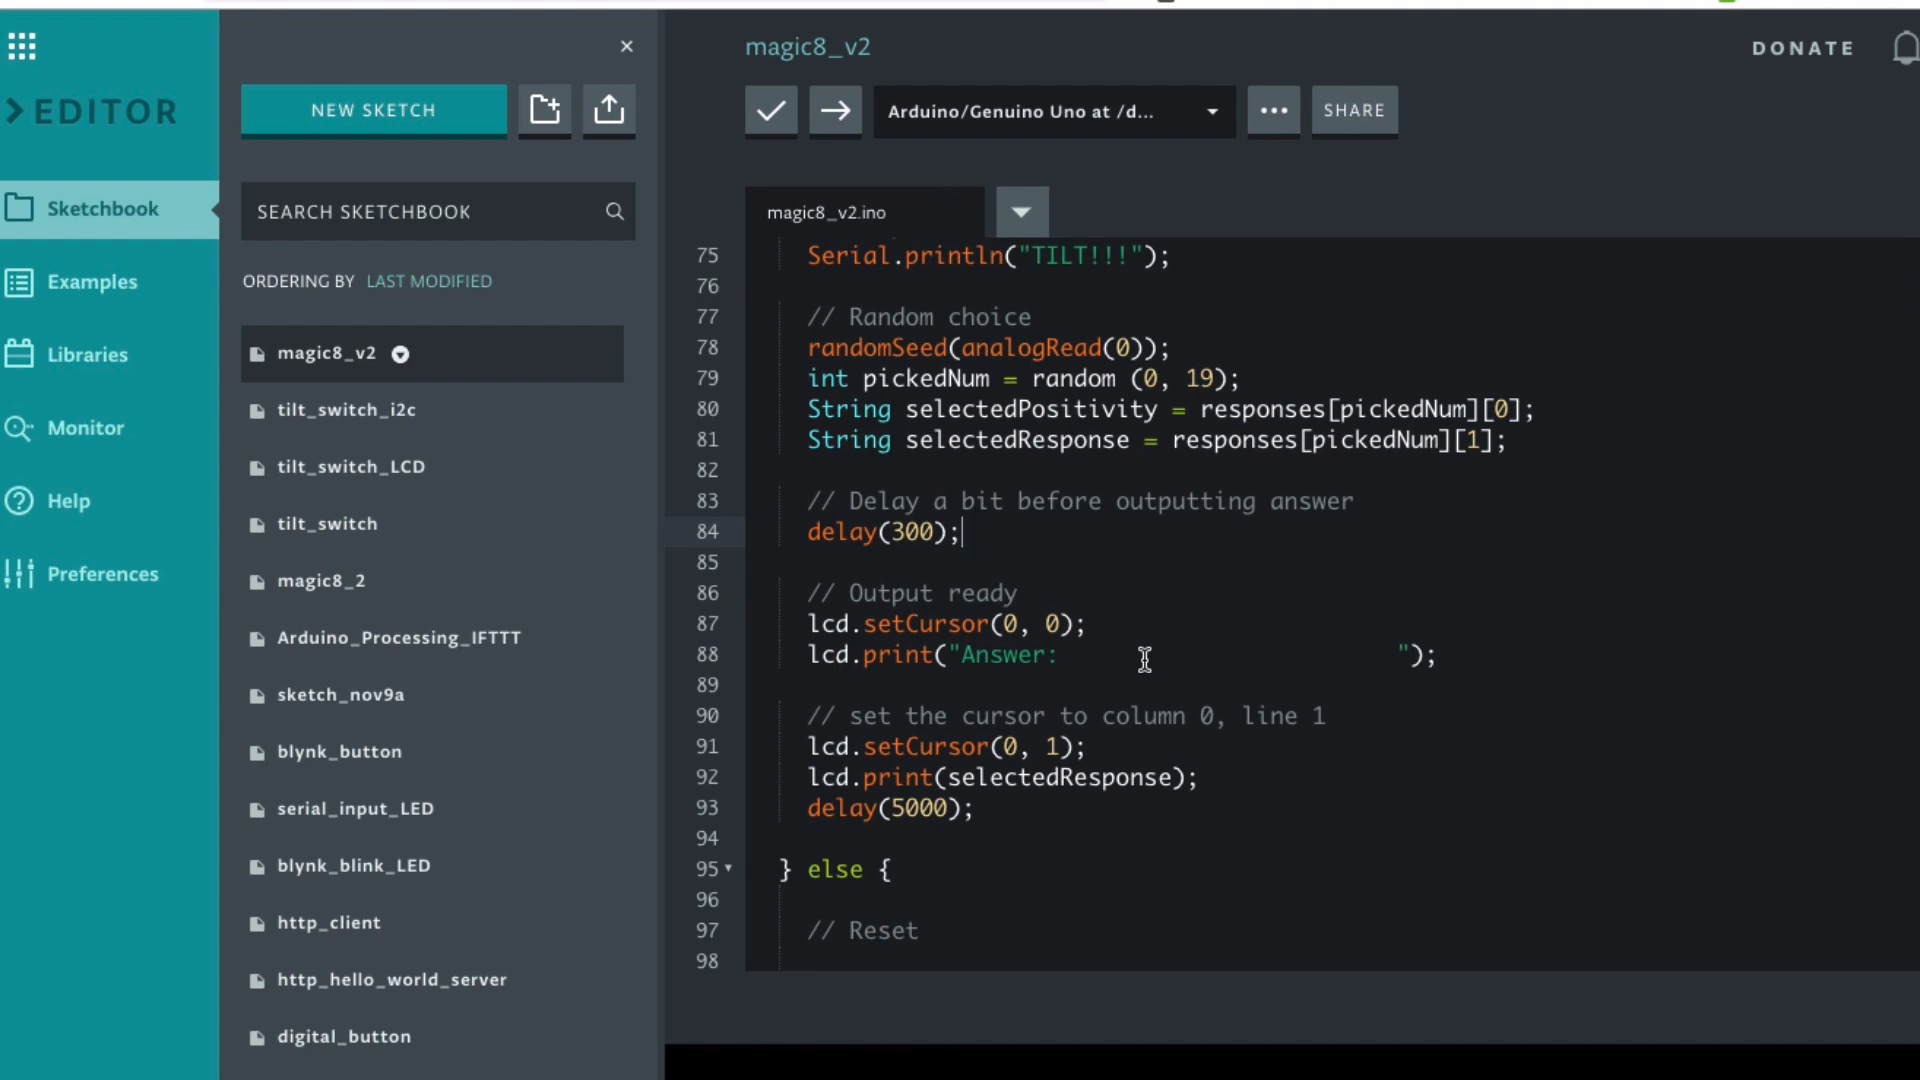 EDITOR
Sketchbook
Examples
Libraries
Monitor
Help
Preferences
NEW SKETCH
SEARCH SKETCHBOOK
ORDERING BY LAST MODIFIED
magic8_v2
tilt_switch_i2c
tilt_switch_LCD
tilt_switch
magic8_2
Arduino_Processing_IFTTT
sketch_nov9a
blynk_button
serial_input_LED
blynk_blink_LED
http_client
http_hello_world_server
digital_button
magic8_v2
DONATE
Arduino/Genuino Uno at /d...
SHARE
magic8_v2.ino
75 Serial.println("TILT!!!");
76
77 // Random choice
78 randomSeed(analogRead(0));
79 int pickedNum = random (0, 19);
80 String selectedPositivity = responses[pickedNum][0];
81 String selectedResponse = responses[pickedNum][1];
82
83 // Delay a bit before outputting answer
84 delay(300);
85
86 // Output ready
87 lcd.setCursor(0, 0);
88 lcd.print("Answer:                        ");
89
90 // set the cursor to column 0, line 1
91 lcd.setCursor(0, 1);
92 lcd.print(selectedResponse);
93 delay(5000);
94
95 } else {
96
97 // Reset
98